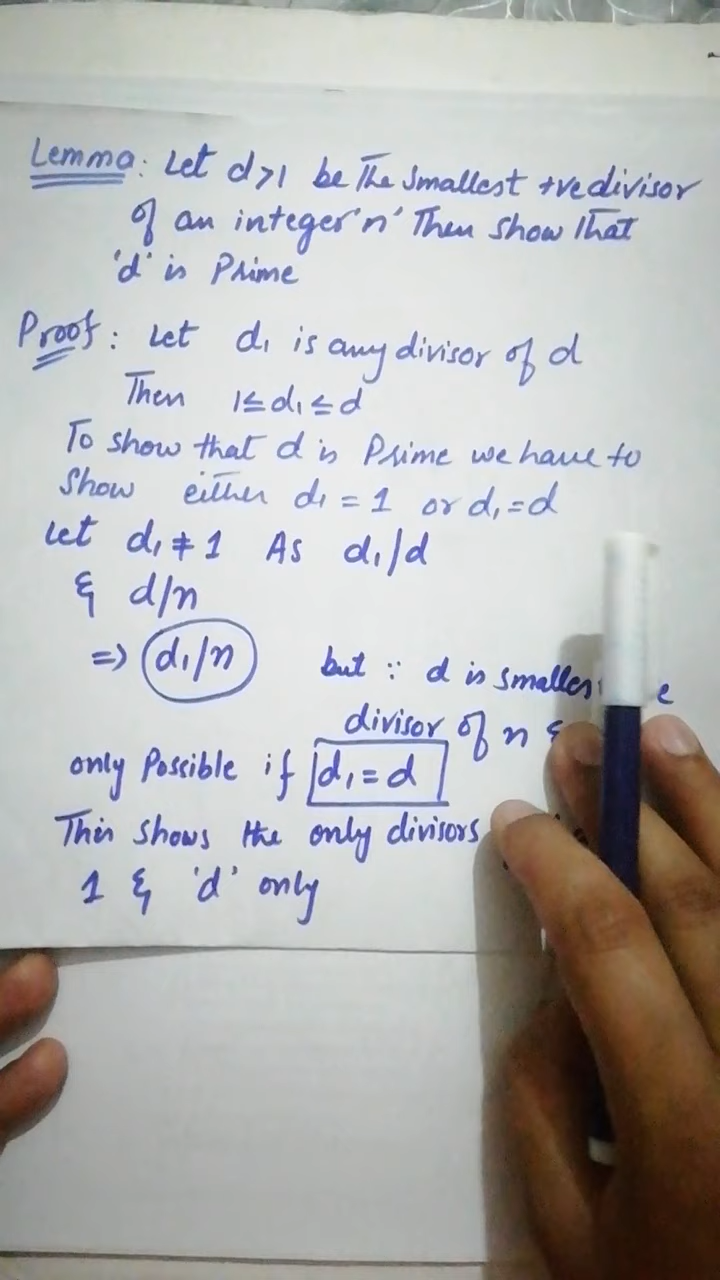 Lemma: Let d>1 be The Smallest +ve divisor
of an integer 'n' Then show that
'd' is Prime
Proof: Let d₁ is any divisor of d
Then 1≤d₁≤d
To show that d is Prime we have to
Show either d₁ = 1 or d₁=d
Let d₁ ≠ 1 As d₁/d
& d/n
=> d₁/n but ∵ d is
divisor of n
only Possible if d₁=d
This shows the only divisors
1 & 'd' only